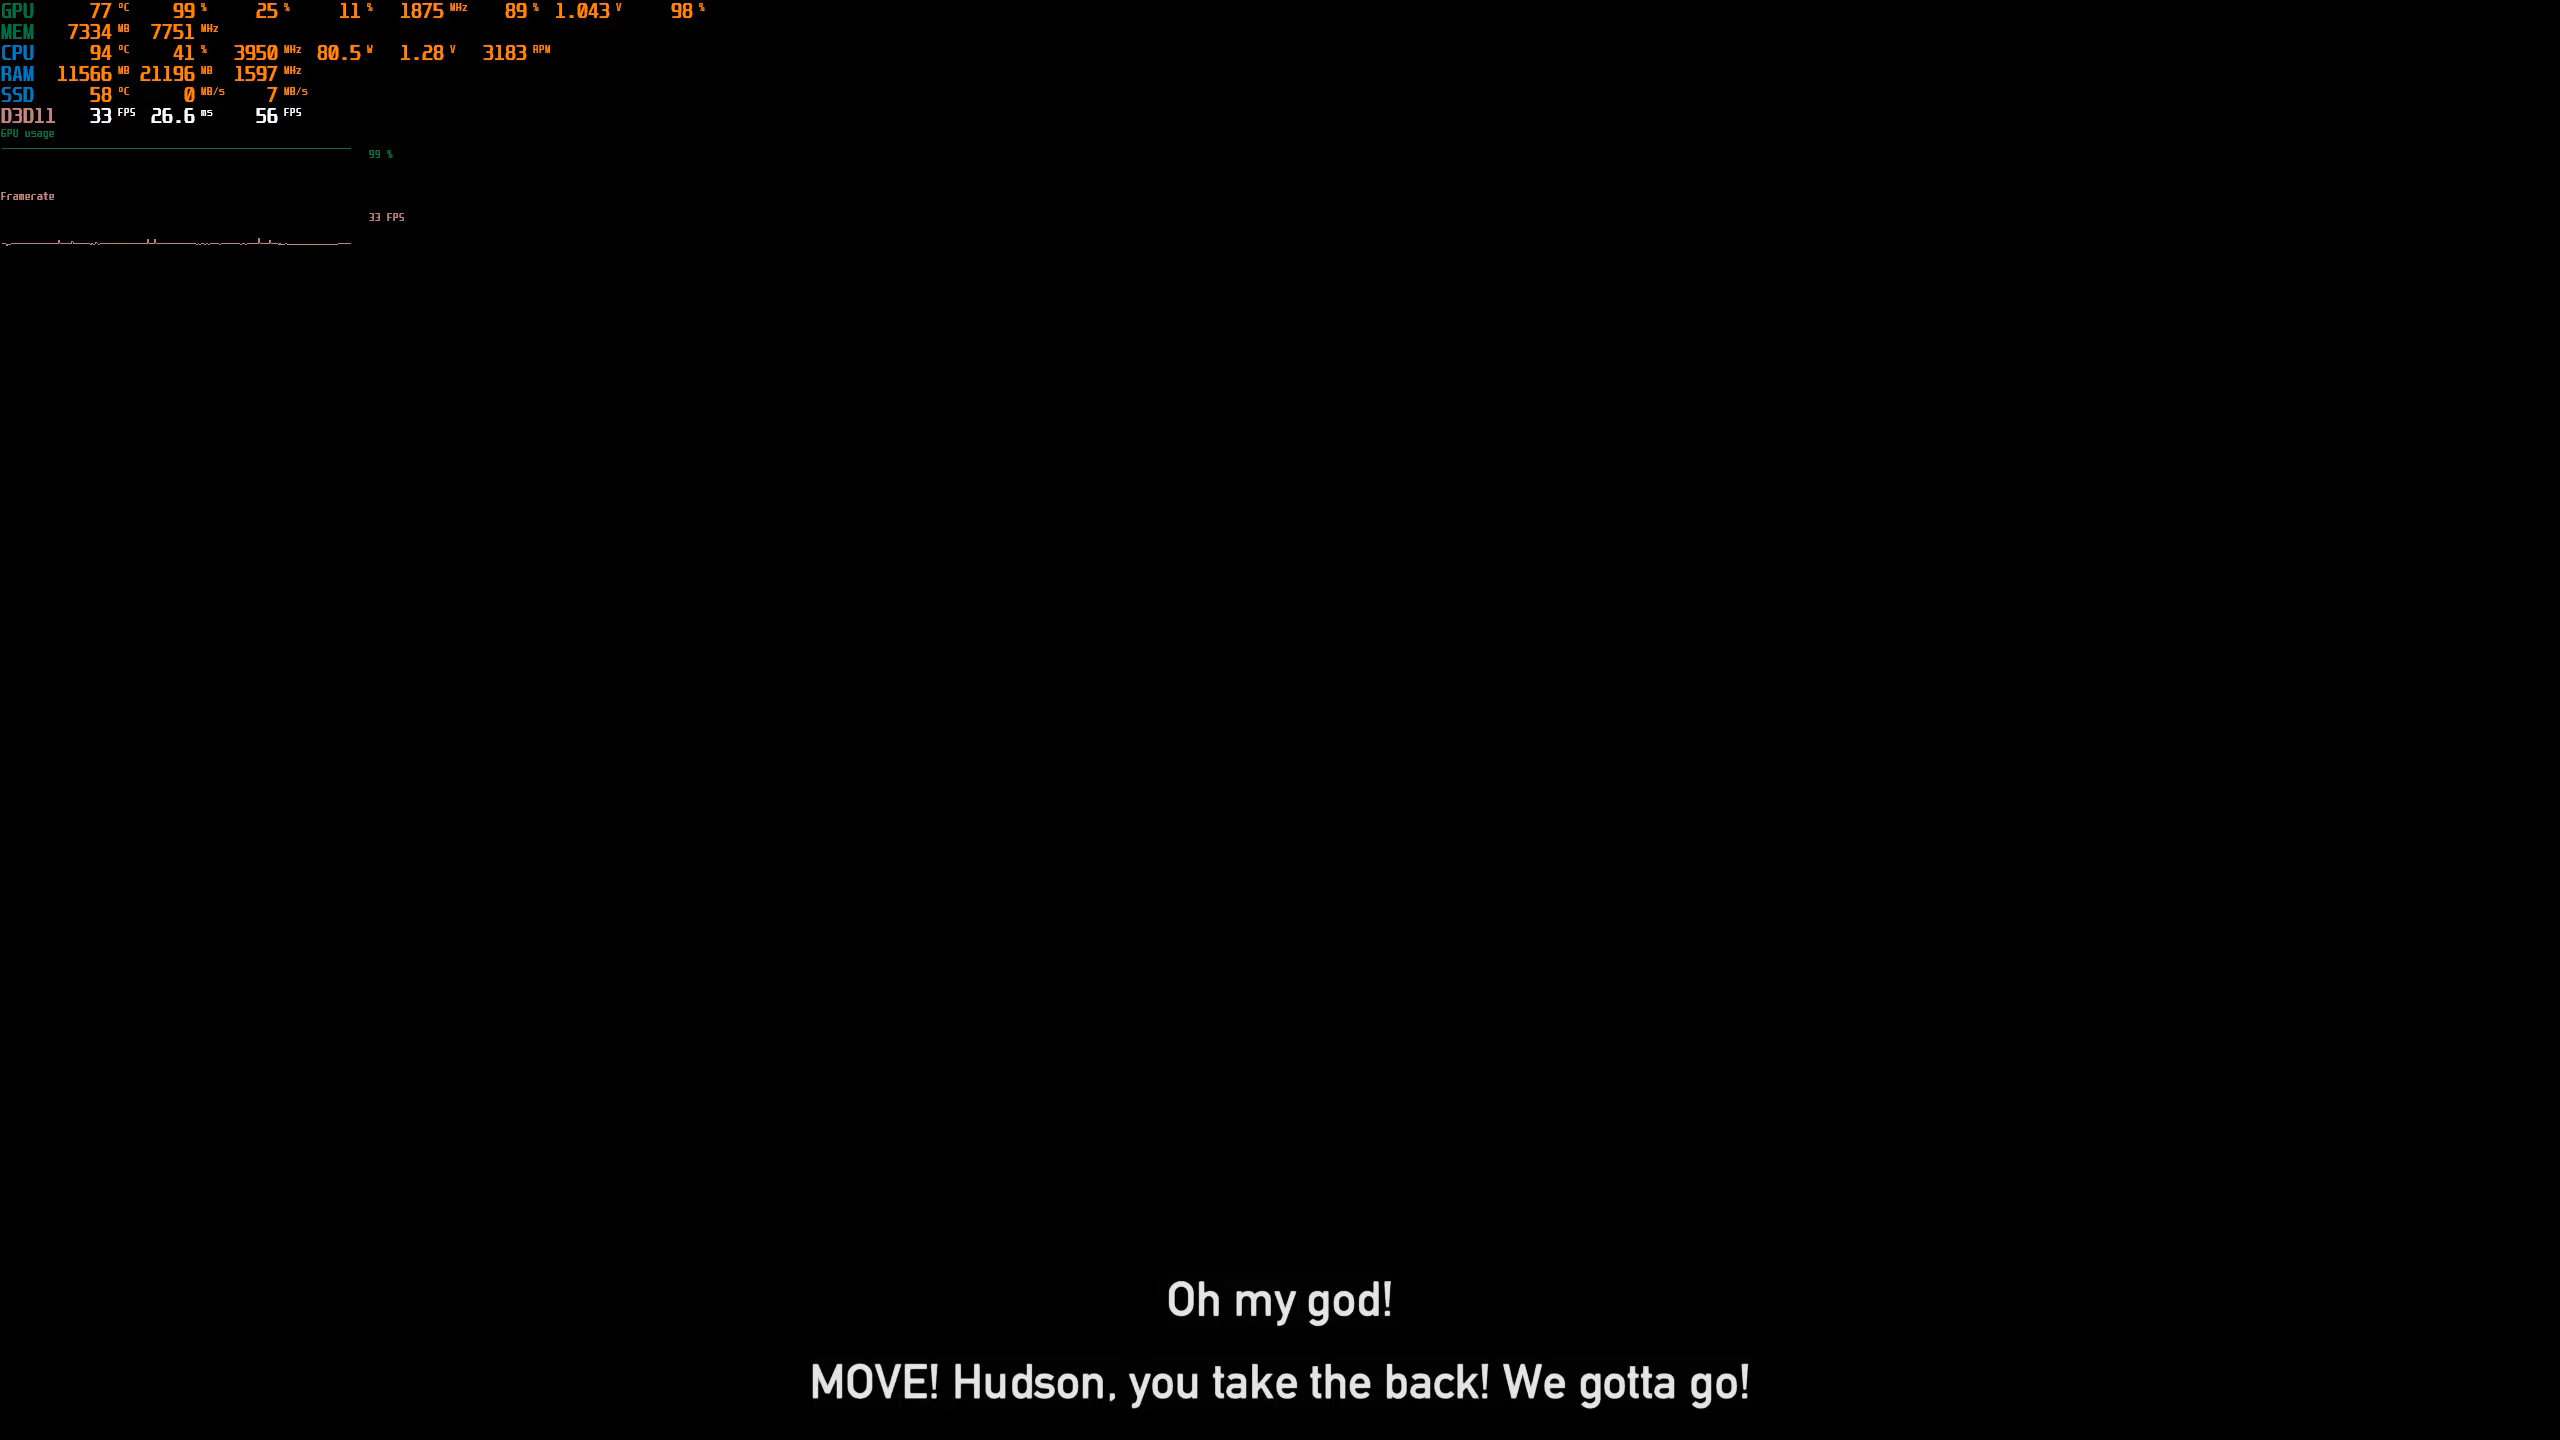 GPU 77 °C 99 % 25 % 11 % 1875 MHz 89 % 1.043 V 98 %
MEM 7334 MB 7751 MHz
CPU 94 °C 41 % 3950 MHz 80.5 W 1.28 V 3183 RPM
RAM 11566 MB 21196 MB 1597 MHz
SSD 58 °C 0 MB/s 7 MB/s
D3D11 33 FPS 26.6 ms 56 FPS
GPU usage
99 %
Framerate
33 FPS
Oh my god!
MOVE! Hudson, you take the back! We gotta go!